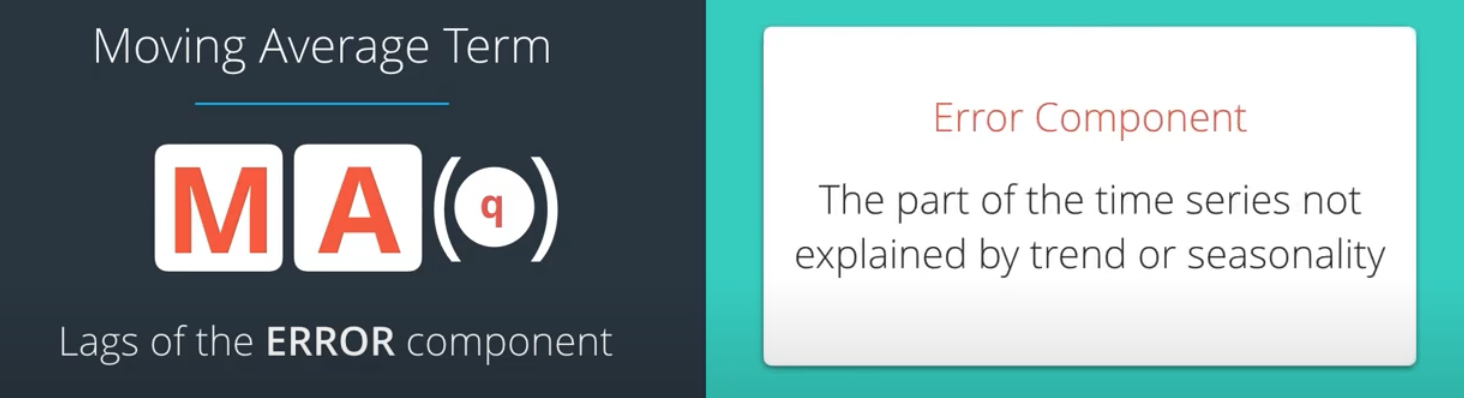 Moving Average Term
MA(q)
Lags of the ERROR component
Error Component
The part of the time series not
explained by trend or seasonality